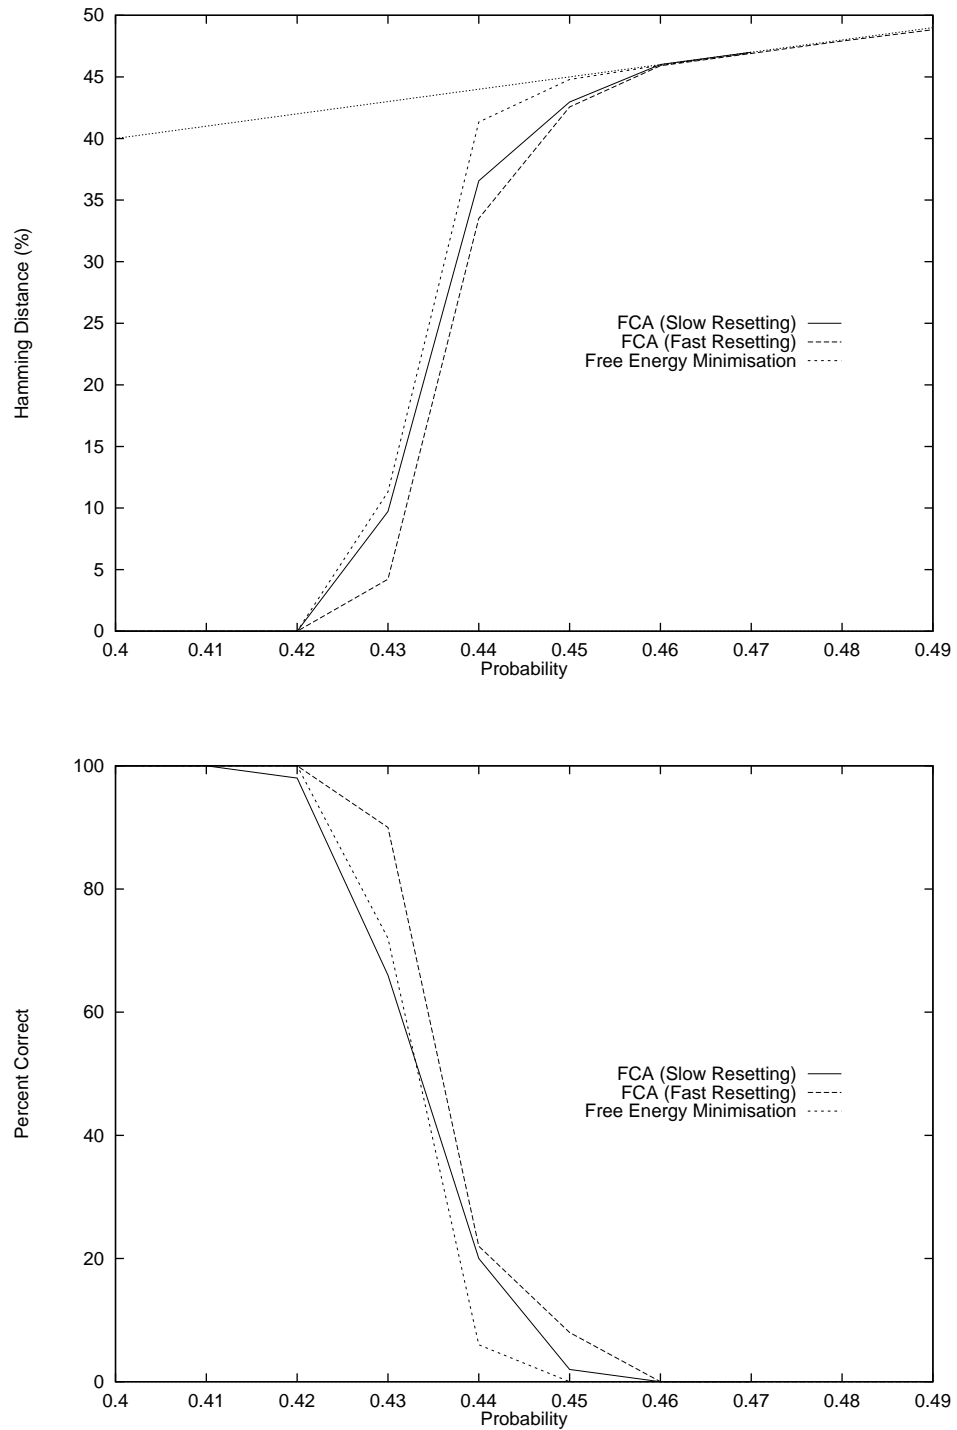 50
45
40
35
30
25
20
15
10
5
0
Hamming Distance (%)
FCA (Slow Resetting)
FCA (Fast Resetting)
Free Energy Minimisation
0.4 0.41 0.42 0.43 0.44 0.45 0.46 0.47 0.48 0.49
Probability
100
80
60
40
20
0
Percent Correct
FCA (Slow Resetting)
FCA (Fast Resetting)
Free Energy Minimisation
0.4 0.41 0.42 0.43 0.44 0.45 0.46 0.47 0.48 0.49
Probability